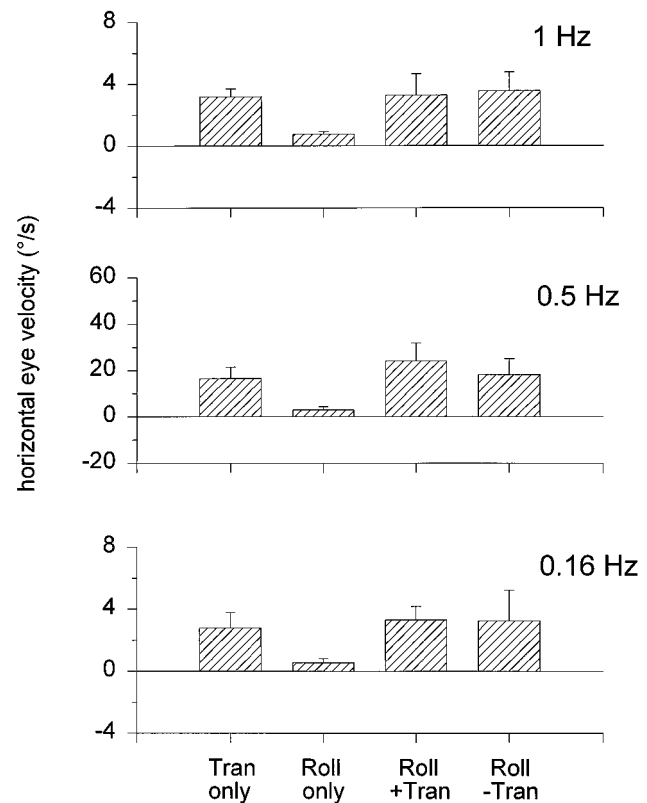 horizontal eye velocity (°/s)
1 Hz
8
4
0
-4
0.5 Hz
60
40
20
0
-20
0.16 Hz
8
4
0
-4
Tran only
Roll only
Roll +Tran
Roll -Tran